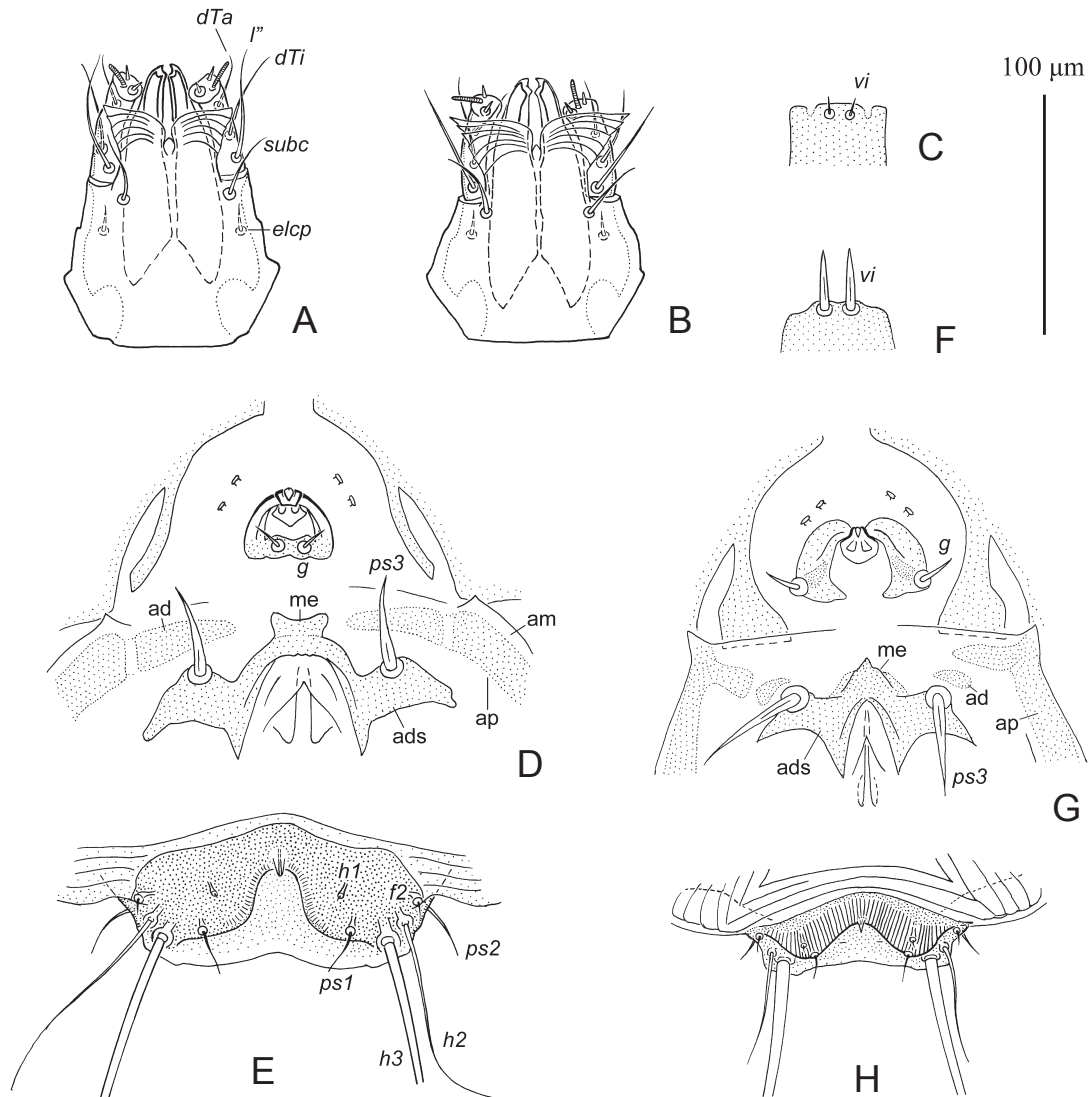 dTa
l”
dTi
subc
elcp
A
B
vi
C
100 μm
vi
F
g
ps3
ad
me
am
ap
ads
D
g
me
ad
ap
ads
ps3
G
h1
f2
ps2
ps1
h2
h3
E
H